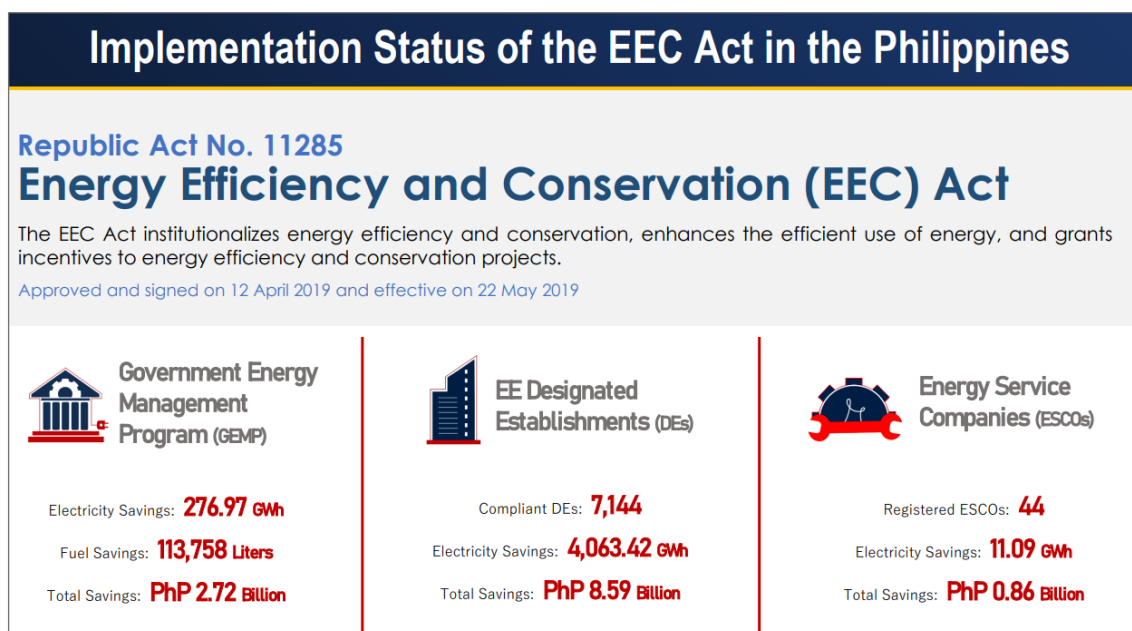 Implementation Status of the EEC Act in the Philippines
Republic Act No. 11285
Energy Efficiency and Conservation (EEC) Act
The EEC Act institutionalizes energy efficiency and conservation, enhances the efficient use of energy, and grants
incentives to energy efficiency and conservation projects.
Approved and signed on 12 April 2019 and effective on 22 May 2019
Government Energy
Management
Program (GEMP)
Electricity Savings: 276.97 GWh
Fuel Savings: 113,758 Liters
Total Savings: PhP 2.72 Billion
EE Designated
Establishments (DEs)
Compliant DEs: 7,144
Electricity Savings: 4,063.42 GWh
Total Savings: PhP 8.59 Billion
Energy Service
Companies (ESCOs)
Registered ESCOs: 44
Electricity Savings: 11.09 GWh
Total Savings: PhP 0.86 Billion